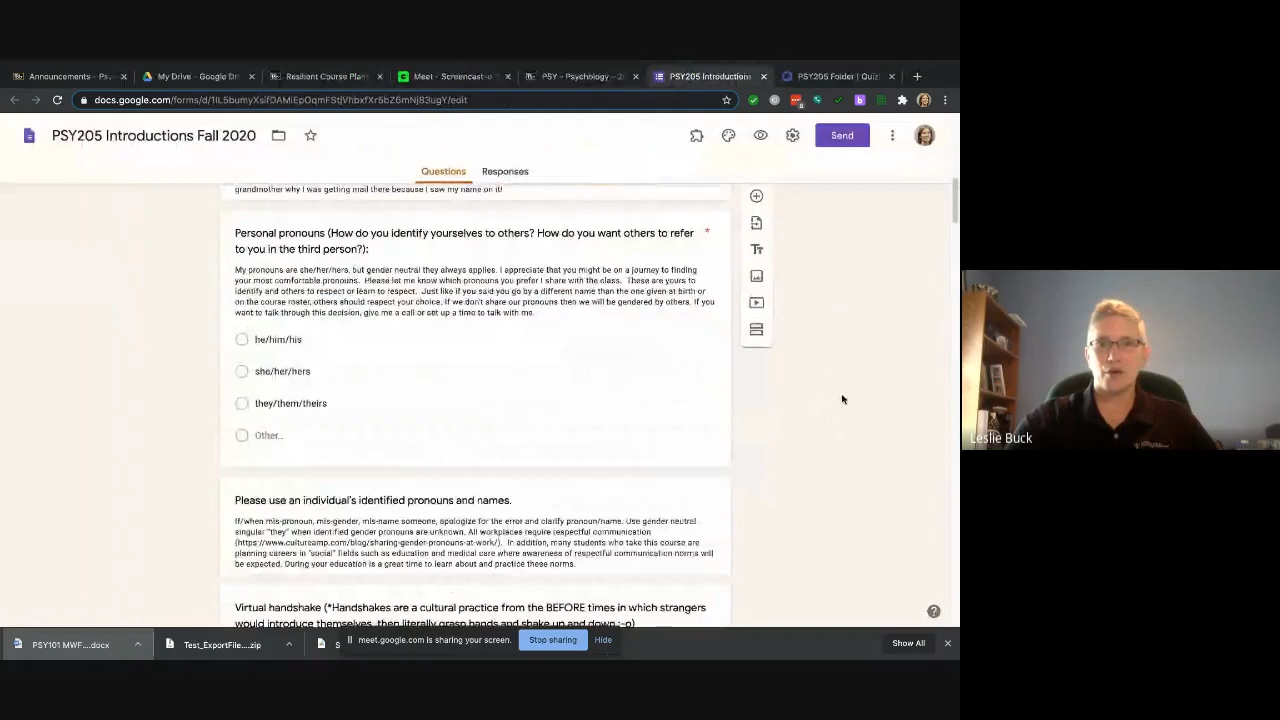 Announcements - Ps
My Drive - Google Dri
Resilient Course Plan
Meet - Screencasto
PSY - Psychology - 2
PSY205 Introductions
PSY205 Folder | Quiz
docs.google.com/forms/d/1IL5bumyXsifDAMiEpOqmFStjVhbxfXr5bZ6mNj83ugY/edit
PSY205 Introductions Fall 2020
Send
Questions
Responses
grandmother why I was getting mail there because I saw my name on it!
Personal pronouns (How do you identify yourselves to others? How do you want others to refer *
to you in the third person?):
My pronouns are she/her/hers, but gender neutral they always applies. I appreciate that you might be on a journey to finding
your most comfortable pronouns. Please let me know which pronouns you prefer I share with the class. These are yours to
identify and others to respect or learn to respect. Just like if you said you go by a different name than the one given at birth or
on the course roster, others should respect your choice. If we don't share our pronouns then we will be gendered by others. If you
want to talk through this decision, give me a call or set up a time to talk with me.
he/him/his
she/her/hers
they/them/theirs
Other...
Please use an individual's identified pronouns and names.
If/when mis-pronoun, mis-gender, mis-name someone, apologize for the error and clarify pronoun/name. Use gender neutral
singular "they" when identified gender pronouns are unknown. All workplaces require respectful communication
(https://www.cultureamp.com/blog/sharing-gender-pronouns-at-work/). In addition, many students who take this course are
planning careers in "social" fields such as education and medical care where awareness of respectful communication norms will
be expected. During your education is a great time to learn about and practice these norms.
Virtual handshake (*Handshakes are a cultural practice from the BEFORE times in which strangers
would introduce themselves, then literally grasp hands and shake up and down :-p)
PSY101 MWF....docx
Test_ExportFile....zip
S
meet.google.com is sharing your screen.
Stop sharing
Hide
Show All
Leslie Buck